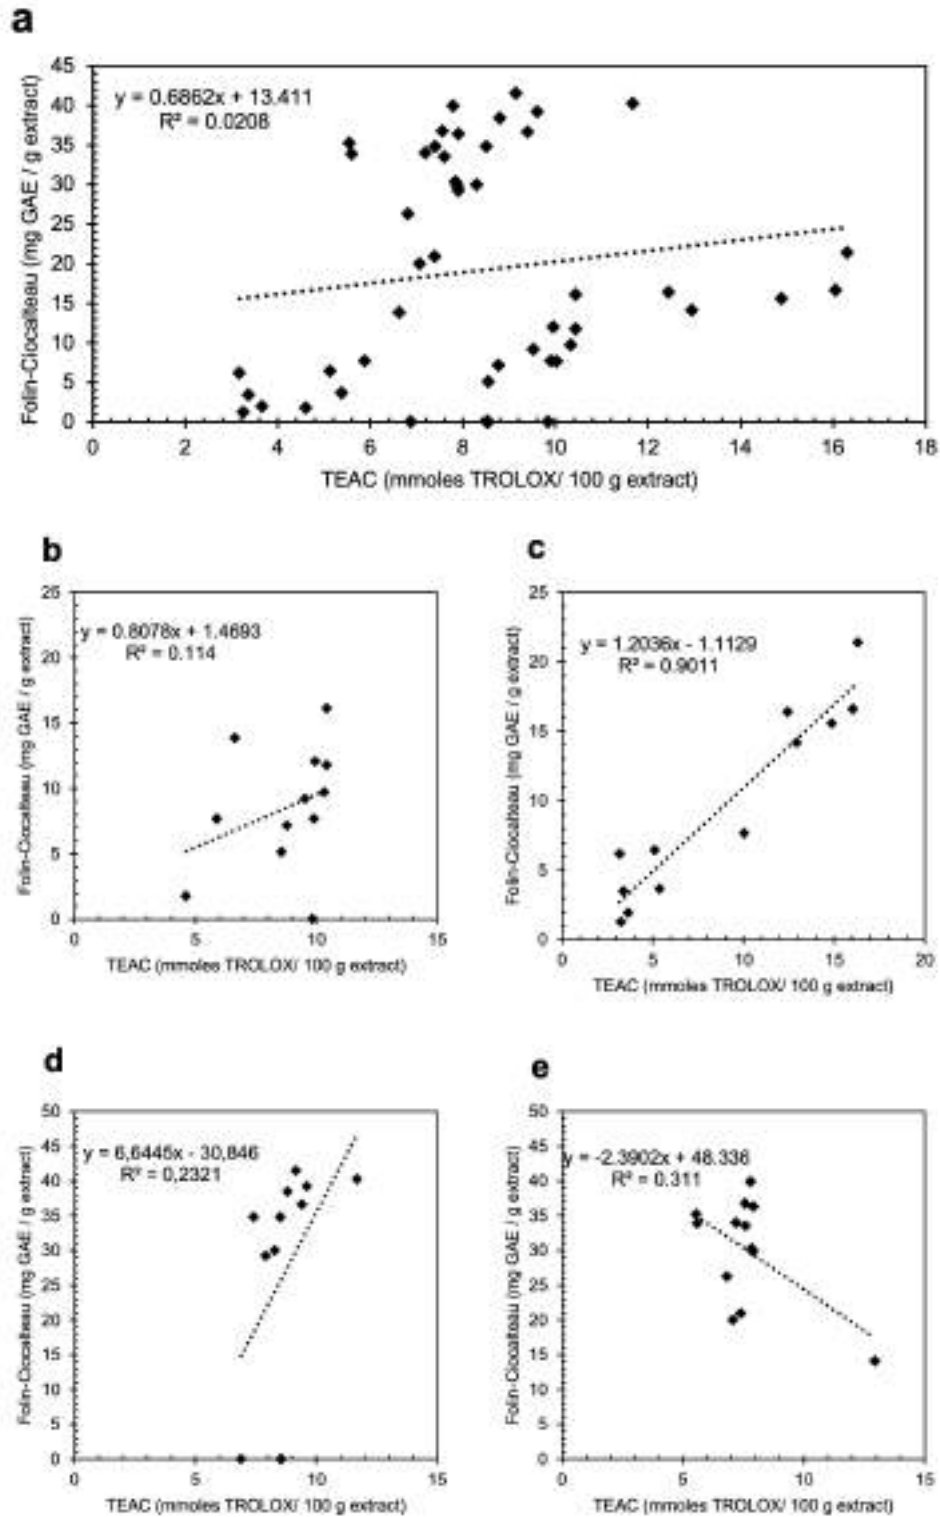 a
45
40
35
30
25
20
15
10
5
0
Folin-Ciocalteau (mg GAE / g extract)
y = 0.6862x + 13.411
R² = 0.0208
0 2 4 6 8 10 12 14 16 18
TEAC (mmoles TROLOX/ 100 g extract)
b
25
20
15
10
5
0
Folin-Ciocalteau (mg GAE / g extract)
y = 0.8078x + 1.4693
R² = 0.114
0 5 10 15
TEAC (mmoles TROLOX/ 100 g extract)
c
25
20
15
10
5
0
Folin-Ciocalteau (mg GAE / g extract)
y = 1.2036x - 1.1129
R² = 0.9011
0 5 10 15 20
TEAC (mmoles TROLOX/ 100 g extract)
d
50
45
40
35
30
25
20
15
10
5
0
Folin-Ciocalteau (mg GAE / g extract)
y = 6,6445x - 30,846
R² = 0,2321
0 5 10 15
TEAC (mmoles TROLOX/ 100 g extract)
e
50
45
40
35
30
25
20
15
10
5
0
Folin-Ciocalteau (mg GAE / g extract)
y = -2.3902x + 48.336
R² = 0.311
0 5 10 15
TEAC (mmoles TROLOX/ 100 g extract)